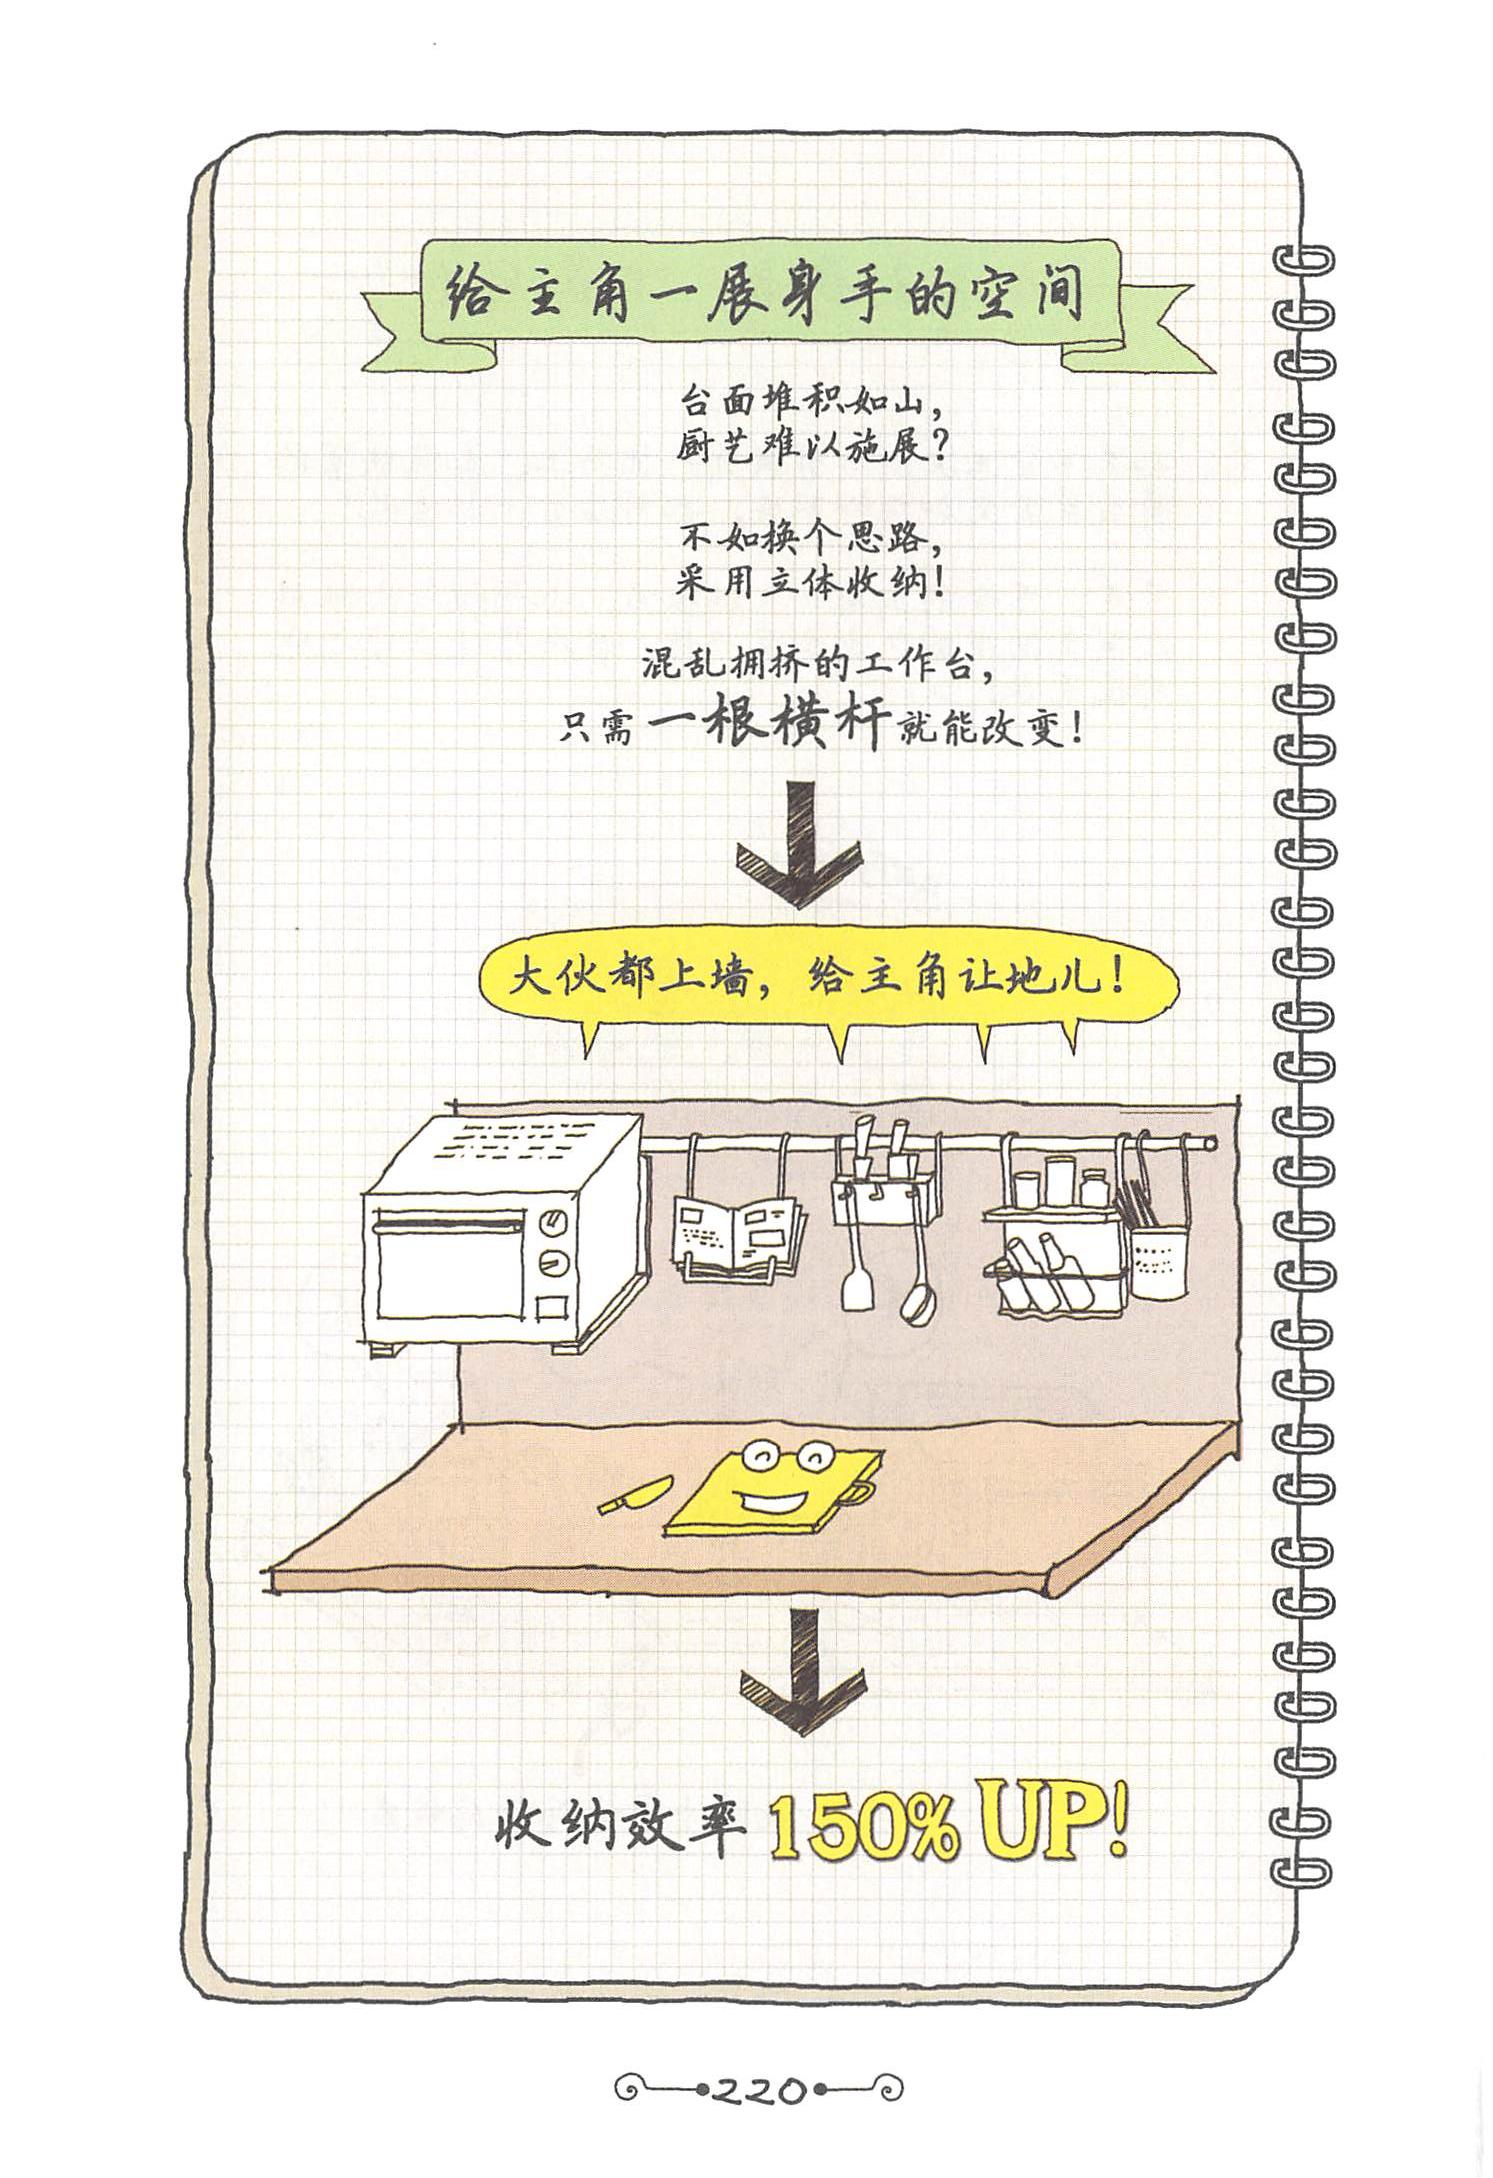 给主角一展身手的空间
台面堆积如山，
厨艺难以施展？
不如换个思路，
采用立体收纳！
混乱拥挤的工作台，
只需一根横杆就能改变！
大伙都上墙，给主角让地儿！
收纳效率150% UP！
220